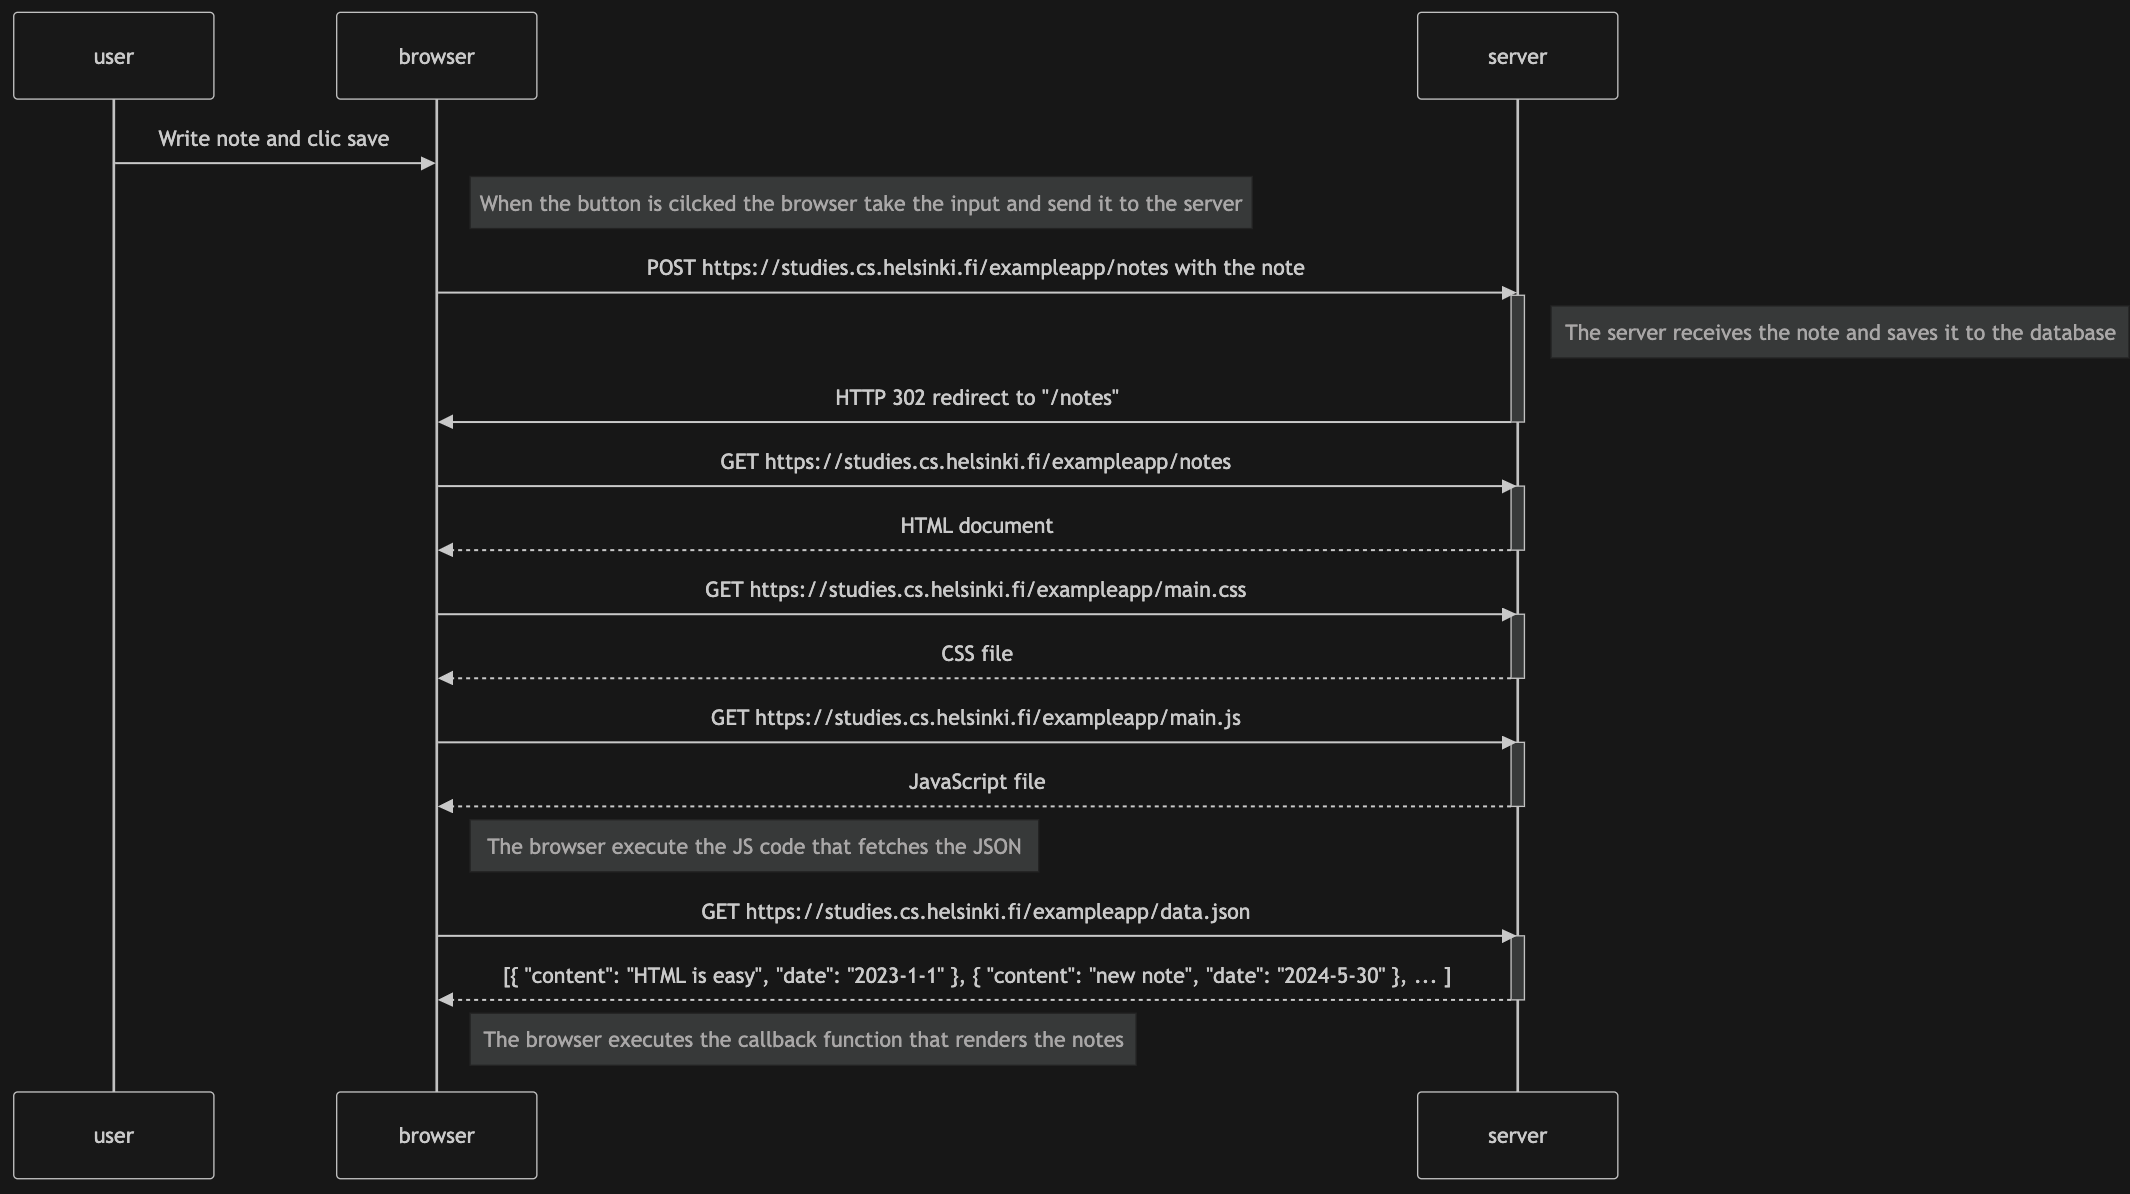 user
browser
server
Write note and clic save
When the button is cilcked the browser take the input and send it to the server
POST https://studies.cs.helsinki.fi/exampleapp/notes with the note
The server receives the note and saves it to the database
HTTP 302 redirect to "/notes"
GET https://studies.cs.helsinki.fi/exampleapp/notes
HTML document
GET https://studies.cs.helsinki.fi/exampleapp/main.css
CSS file
GET https://studies.cs.helsinki.fi/exampleapp/main.js
JavaScript file
The browser execute the JS code that fetches the JSON
GET https://studies.cs.helsinki.fi/exampleapp/data.json
[{ "content": "HTML is easy", "date": "2023-1-1" }, { "content": "new note", "date": "2024-5-30" }, ... ]
The browser executes the callback function that renders the notes
user
browser
server